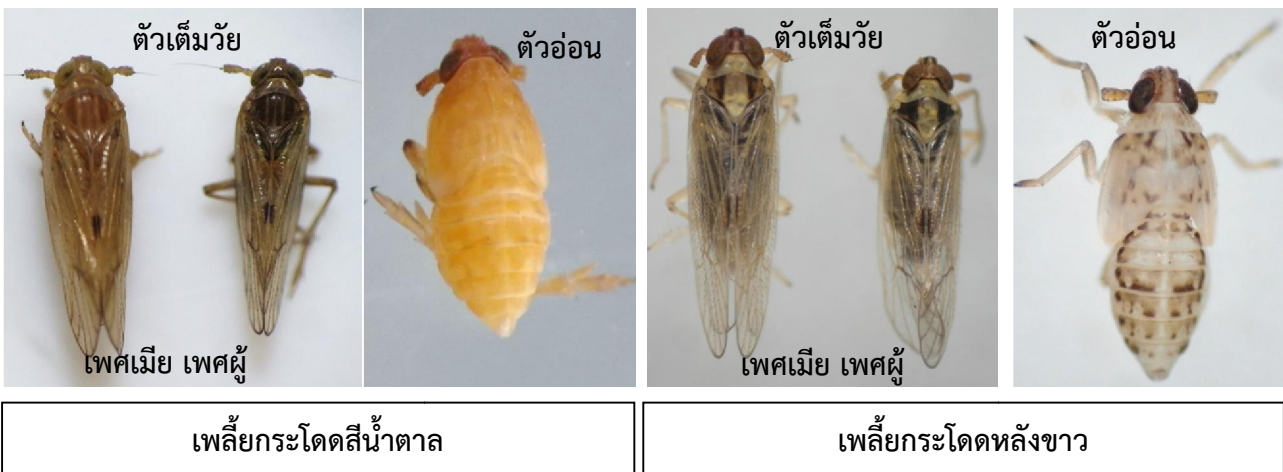 ตัวเต็มวัย
ตัวอ่อน
เพศเมีย เพศผู้
เพลี้ยกระโดดสีน้ำตาล
ตัวเต็มวัย
ตัวอ่อน
เพศเมีย เพศผู้
เพลี้ยกระโดดหลังขาว